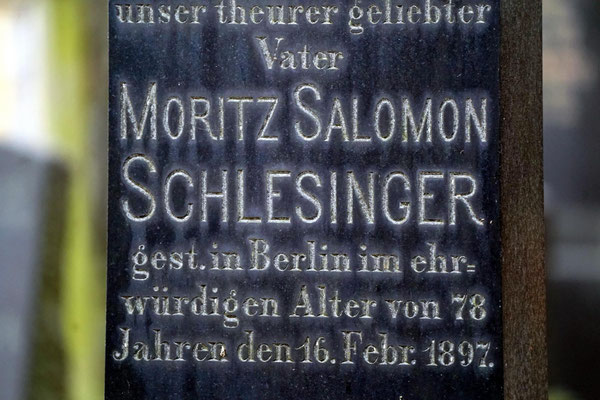 unser theurer geliebter
Vater
MORITZ SALOMON
SCHLESINGER
gest. in Berlin im ehr=
würdigen Alter von 78
Jahren den 16. Febr. 1897.